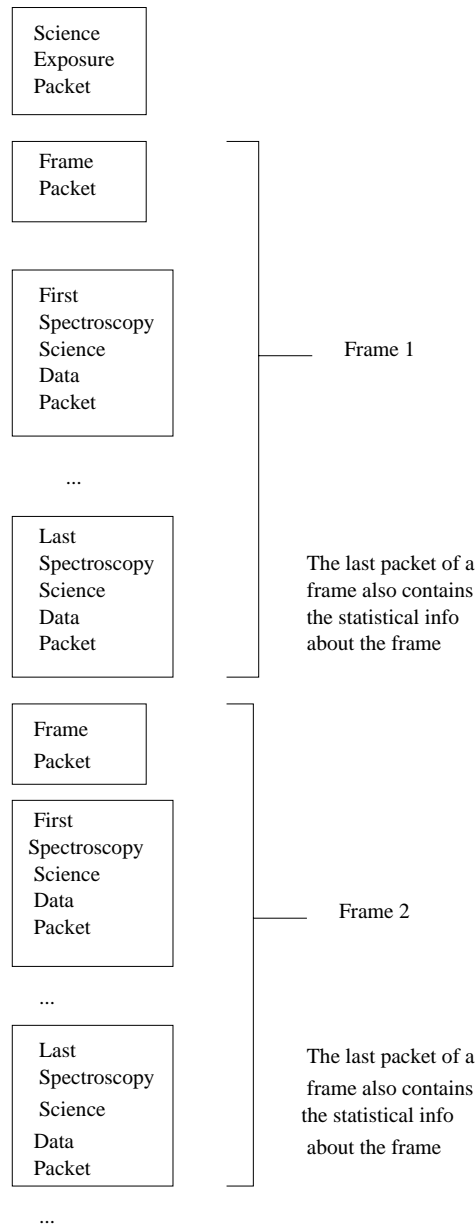 Science
Exposure
Packet
Frame
Packet
First
Spectroscopy
Science
Data
Packet
Frame 1
...
Last
Spectroscopy
Science
Data
Packet
The last packet of a
frame also contains
the statistical info
about the frame
Frame
Packet
First
Spectroscopy
Science
Data
Packet
Frame 2
...
Last
Spectroscopy
Science
Data
Packet
The last packet of a
frame also contains
the statistical info
about the frame
...